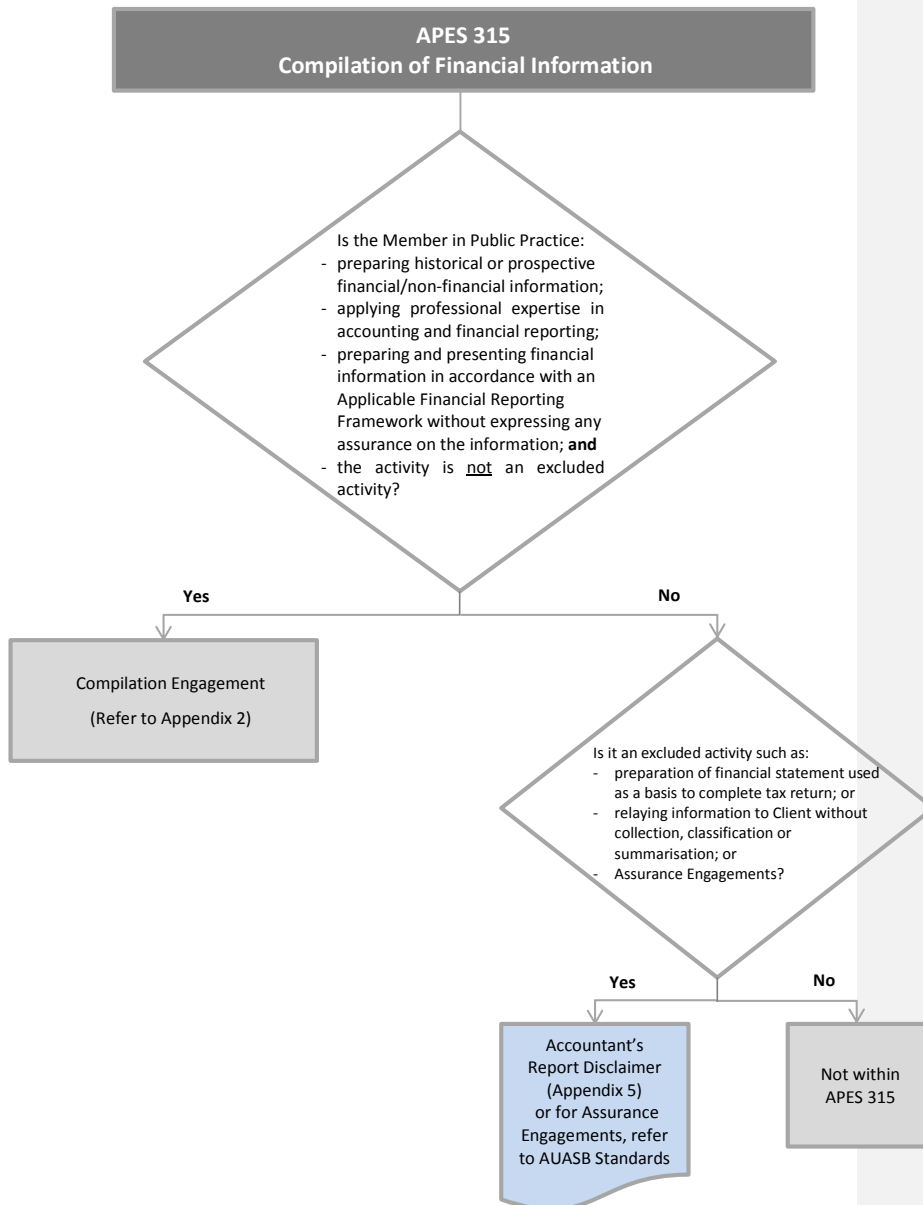 APES 315
Compilation of Financial Information
Is the Member in Public Practice:
- preparing historical or prospective
financial/non-financial information;
- applying professional expertise in
accounting and financial reporting;
- preparing and presenting financial
information in accordance with an
Applicable Financial Reporting
Framework without expressing any
assurance on the information; and
- the activity is not an excluded
activity?
Yes
No
Compilation Engagement
(Refer to Appendix 2)
Is it an excluded activity such as:
- preparation of financial statement used
as a basis to complete tax return; or
- relaying information to Client without
collection, classification or
summarisation; or
- Assurance Engagements?
Yes
No
Accountant's
Report Disclaimer
(Appendix 5)
or for Assurance
Engagements, refer
to AUASB Standards
Not within
APES 315